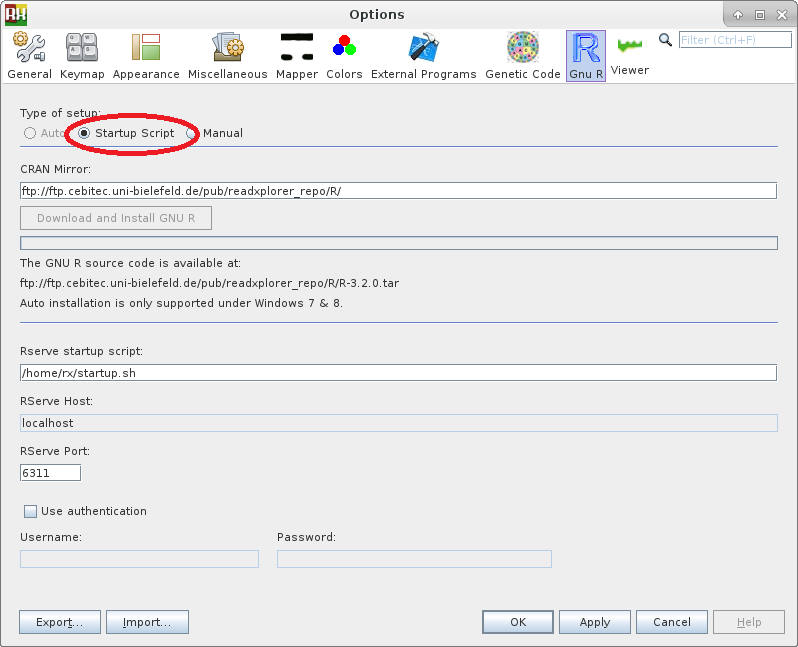 Options
General Keymap Appearance Miscellaneous Mapper Colors External Programs Genetic Code Gnu R Viewer Filter (Ctrl+F)
Type of setup:
Auto Startup Script Manual
CRAN Mirror:
ftp://ftp.cebitec.uni-bielefeld.de/pub/readxplorer_repo/R/
Download and Install GNU R
The GNU R source code is available at:
ftp://ftp.cebitec.uni-bielefeld.de/pub/readxplorer_repo/R/R-3.2.0.tar
Auto installation is only supported under Windows 7 & 8.
Rserve startup script:
/home/rx/startup.sh
RServe Host:
localhost
RServe Port:
6311
Use authentication
Username: Password:
Export... Import... OK Apply Cancel Help